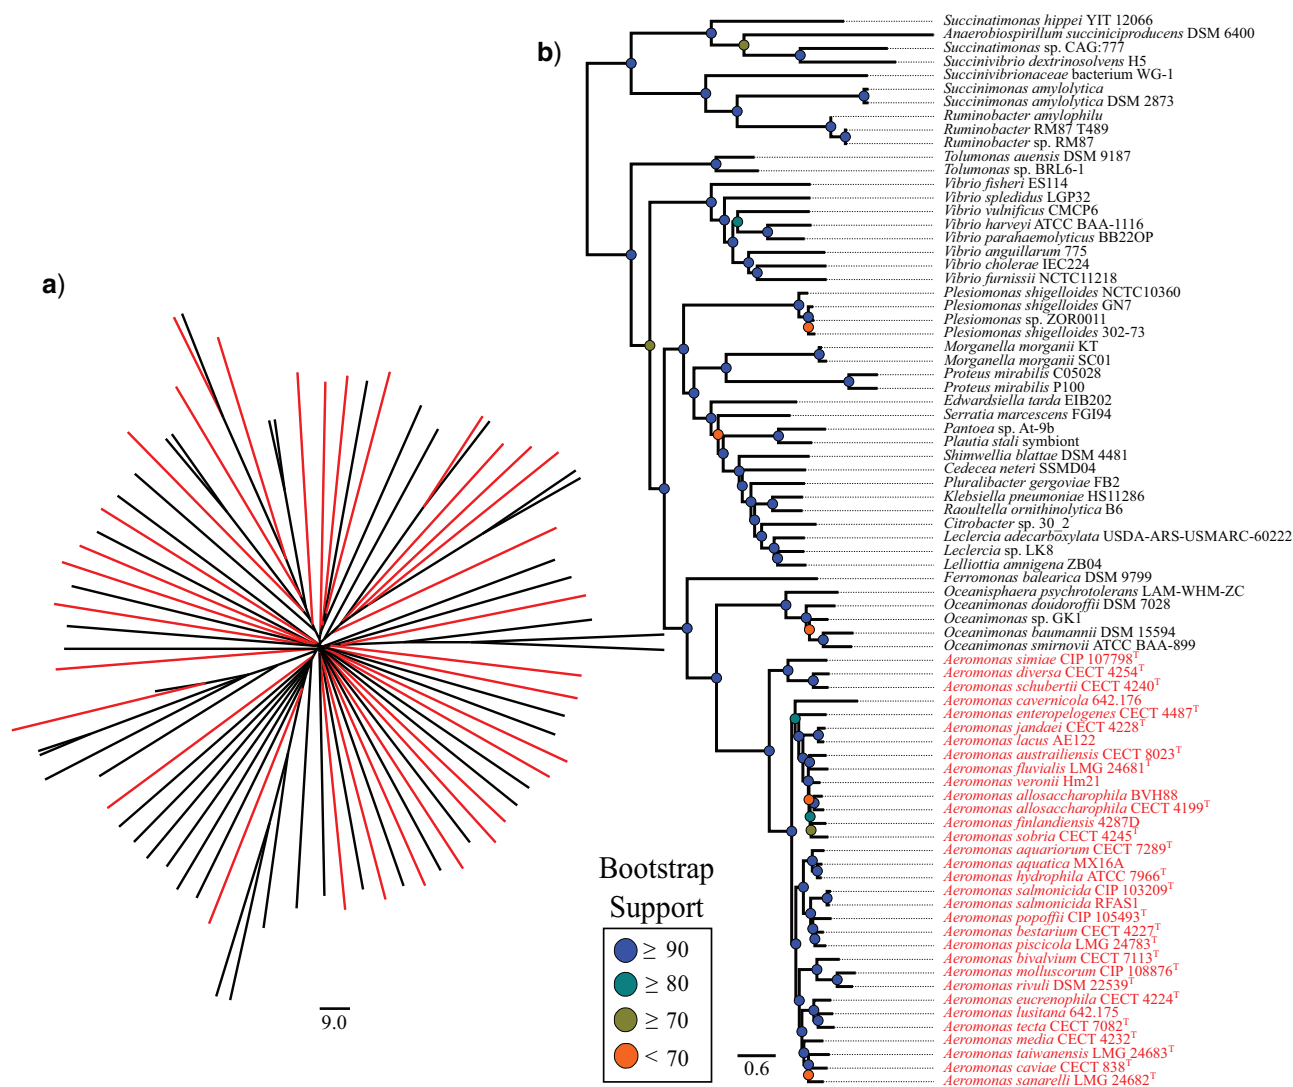 a)
9.0
b)
Succinatimonas hippei YIT 12066
Anaerobiospirillum succiniciproducens DSM 6400
Succinatimonas sp. CAG:777
Succinivibrio dextrinosolvens H5
Succinivibrionaceae bacterium WG-1
Succinimonas amylolytica
Succinimonas amylolytica DSM 2873
Ruminobacter amylophilu
Ruminobacter RM87 T489
Ruminobacter sp. RM87
Tolumonas auensis DSM 9187
Tolumonas sp. BRL6-1
Vibrio fisheri ES114
Vibrio spledidus LGP32
Vibrio vulnificus CMCP6
Vibrio harveyi ATCC BAA-1116
Vibrio parahaemolyticus BB22OP
Vibrio anguillarum 775
Vibrio cholerae IEC224
Vibrio furnissii NCTC11218
Plesiomonas shigelloides NCTC10360
Plesiomonas shigelloides GN7
Plesiomonas sp. ZOR0011
Plesiomonas shigelloides 302-73
Morganella morganii KT
Morganella morganii SC01
Proteus mirabilis C05028
Proteus mirabilis P100
Edwardsiella tarda EIB202
Serratia marcescens FGI94
Pantoea sp. At-9b
Plautia stali symbiont
Shimwellia blattae DSM 4481
Cedecea neteri SSMD04
Pluralibacter gergoviae FB2
Klebsiella pneumoniae HS11286
Raoultella ornithinolytica B6
Citrobacter sp. 30_2
Leclercia adecarboxylata USDA-ARS-USMARC-60222
Leclercia sp. LK8
Lelliottia amnigena ZB04
Ferromonas balearica DSM 9799
Oceanisphaera psychrotolerans LAM-WHM-ZC
Oceanimonas doudoroffii DSM 7028
Oceanimonas sp. GK1
Oceanimonas baumannii DSM 15594
Oceanimonas smirnovii ATCC BAA-899
Aeromonas simiae CIP 107798T
Aeromonas diversa CECT 4254T
Aeromonas schubertii CECT 4240T
Aeromonas cavernicola 642.176
Aeromonas enteropelogenes CECT 4487T
Aeromonas jandaei CECT 4228T
Aeromonas lacus AE122
Aeromonas austrailiensis CECT 8023T
Aeromonas fluvialis LMG 24681T
Aeromonas veronii Hm21
Aeromonas allosaccharophila BVH88
Aeromonas allosaccharophila CECT 4199T
Aeromonas finlandiensis 4287D
Aeromonas sobria CECT 4245T
Aeromonas aquariorum CECT 7289T
Aeromonas aquatica MX16A
Aeromonas hydrophila ATCC 7966T
Aeromonas salmonicida CIP 103209T
Aeromonas salmonicida RFAS1
Aeromonas popoffii CIP 105493T
Aeromonas bestarium CECT 4227T
Aeromonas piscicola LMG 24783T
Aeromonas bivalvium CECT 7113T
Aeromonas molluscorum CIP 108876T
Aeromonas rivuli DSM 22539T
Aeromonas eucrenophila CECT 4224T
Aeromonas lusitana 642.175
Aeromonas tecta CECT 7082T
Aeromonas media CECT 4232T
Aeromonas taiwanensis LMG 24683T
Aeromonas caviae CECT 838T
Aeromonas sanarelli LMG 24682T
Bootstrap
Support
≥ 90
≥ 80
≥ 70
< 70
0.6